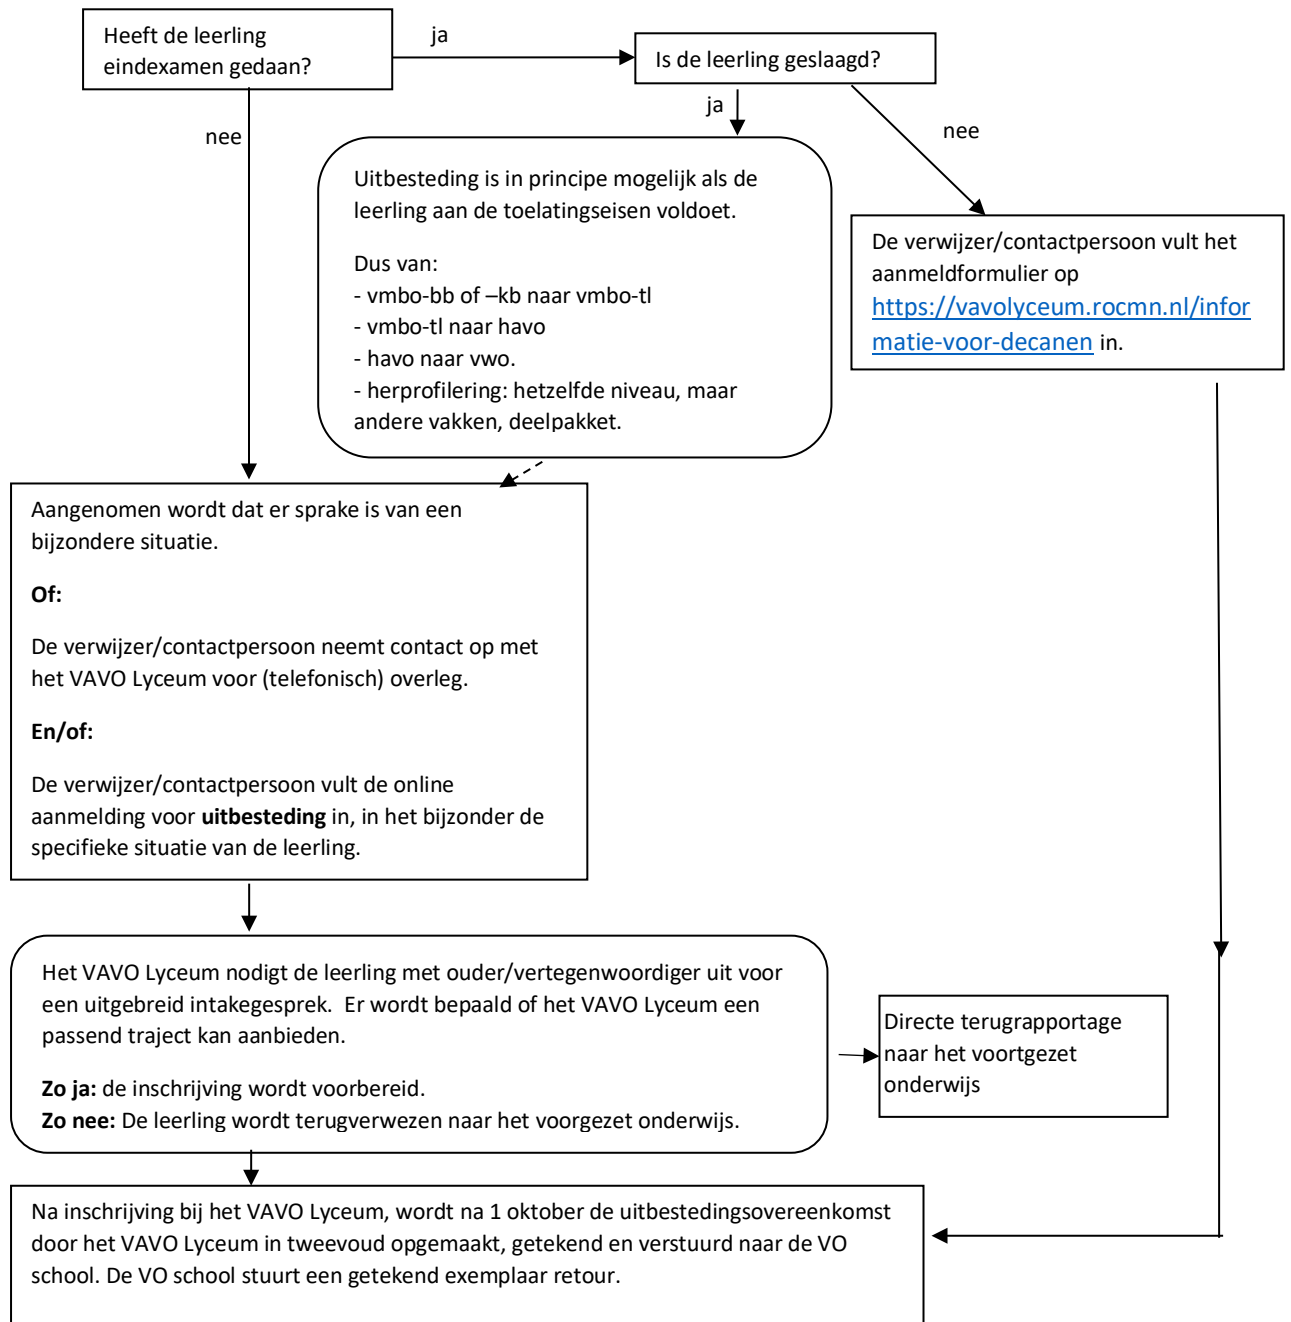 Heeft de leerling
eindexamen gedaan?
ja
Is de leerling geslaagd?
ja
nee
nee
Uitbesteding is in principe mogelijk als de
leerling aan de toelatingseisen voldoet.
Dus van:
- vmbo-bb of –kb naar vmbo-tl
- vmbo-tl naar havo
- havo naar vwo.
- herprofilering: hetzelfde niveau, maar
andere vakken, deelpakket.
De verwijzer/contactpersoon vult het
aanmeldformulier op
https://vavolyceum.rocmn.nl/infor
matie-voor-decanen in.
Aangenomen wordt dat er sprake is van een
bijzondere situatie.
Of:
De verwijzer/contactpersoon neemt contact op met
het VAVO Lyceum voor (telefonisch) overleg.
En/of:
De verwijzer/contactpersoon vult de online
aanmelding voor uitbesteding in, in het bijzonder de
specifieke situatie van de leerling.
Het VAVO Lyceum nodigt de leerling met ouder/vertegenwoordiger uit voor
een uitgebreid intakegesprek.  Er wordt bepaald of het VAVO Lyceum een
passend traject kan aanbieden.
Zo ja: de inschrijving wordt voorbereid.
Zo nee: De leerling wordt terugverwezen naar het voorgezet onderwijs.
Directe terugrapportage
naar het voortgezet
onderwijs
Na inschrijving bij het VAVO Lyceum, wordt na 1 oktober de uitbestedingsovereenkomst
door het VAVO Lyceum in tweevoud opgemaakt, getekend en verstuurd naar de VO
school. De VO school stuurt een getekend exemplaar retour.